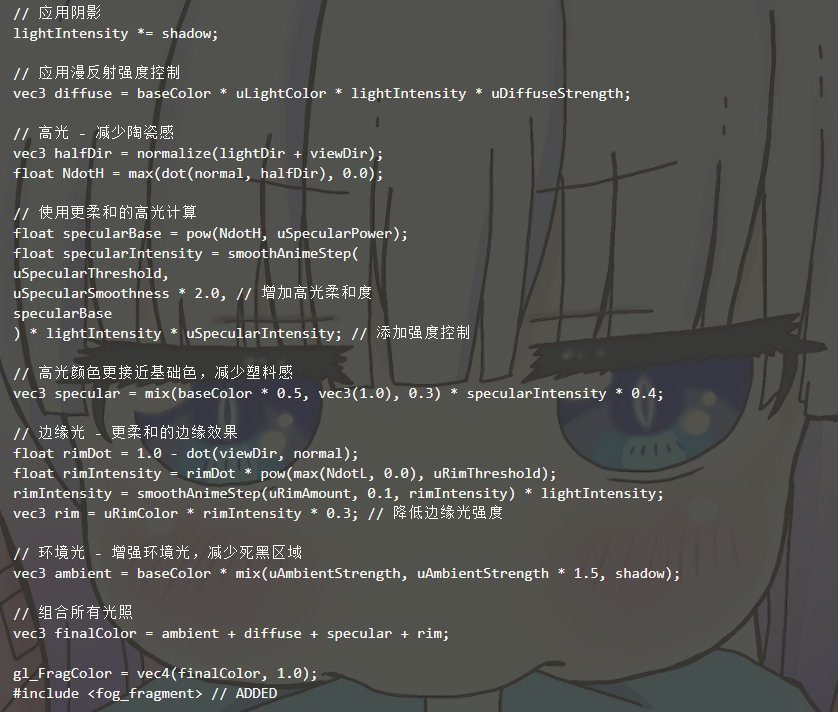 // 应用阴影
lightIntensity *= shadow;
// 应用漫反射强度控制
vec3 diffuse = baseColor * uLightColor * lightIntensity * uDiffuseStrength;
// 高光 - 减少陶瓷感
vec3 halfDir = normalize(lightDir + viewDir);
float NdotH = max(dot(normal, halfDir), 0.0);
// 使用更柔和的高光计算
float specularBase = pow(NdotH, uSpecularPower);
float specularIntensity = smoothAnimeStep(
uSpecularThreshold,
uSpecularSmoothness * 2.0, // 增加高光柔和度
specularBase
) * lightIntensity * uSpecularIntensity; // 添加强度控制
// 高光颜色更接近基础色，减少塑料感
vec3 specular = mix(baseColor * 0.5, vec3(1.0), 0.3) * specularIntensity * 0.4;
// 边缘光 - 更柔和的边缘效果
float rimDot = 1.0 - dot(viewDir, normal);
float rimIntensity = rimDot * pow(max(NdotL, 0.0), uRimThreshold);
rimIntensity = smoothAnimeStep(uRimAmount, 0.1, rimIntensity) * lightIntensity;
vec3 rim = uRimColor * rimIntensity * 0.3; // 降低边缘光强度
// 环境光 - 增强环境光，减少死黑区域
vec3 ambient = baseColor * mix(uAmbientStrength, uAmbientStrength * 1.5, shadow);
// 组合所有光照
vec3 finalColor = ambient + diffuse + specular + rim;
gl_FragColor = vec4(finalColor, 1.0);
#include <fog_fragment> // ADDED